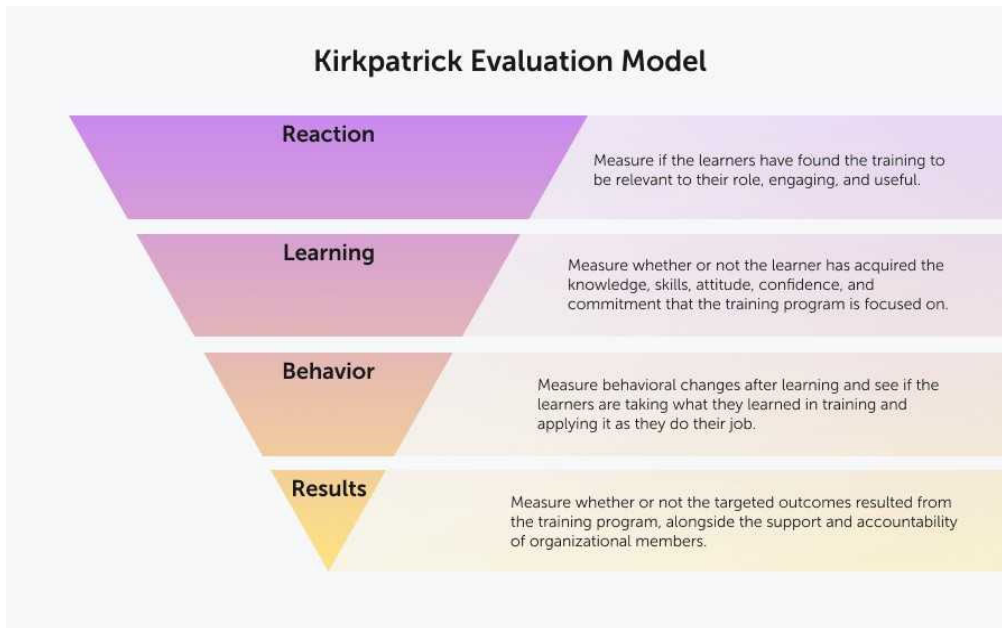 Kirkpatrick Evaluation Model
Reaction
Measure if the learners have found the training to
be relevant to their role, engaging, and useful.
Learning
Measure whether or not the learner has acquired the
knowledge, skills, attitude, confidence, and
commitment that the training program is focused on.
Behavior
Measure behavioral changes after learning and see if the
learners are taking what they learned in training and
applying it as they do their job.
Results
Measure whether or not the targeted outcomes resulted from
the training program, alongside the support and accountability
of organizational members.